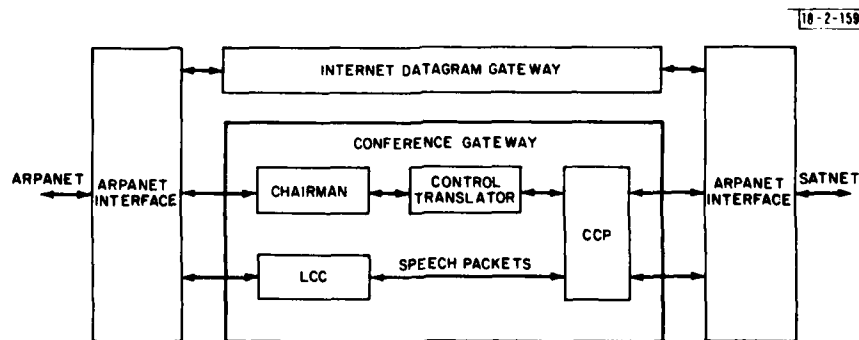 18-2-159
INTERNET DATAGRAM GATEWAY
CONFERENCE GATEWAY
ARPANET
ARPANET
INTERFACE
CHAIRMAN
CONTROL
TRANSLATOR
CCP
ARPANET
INTERFACE
SATNET
LCC
SPEECH PACKETS